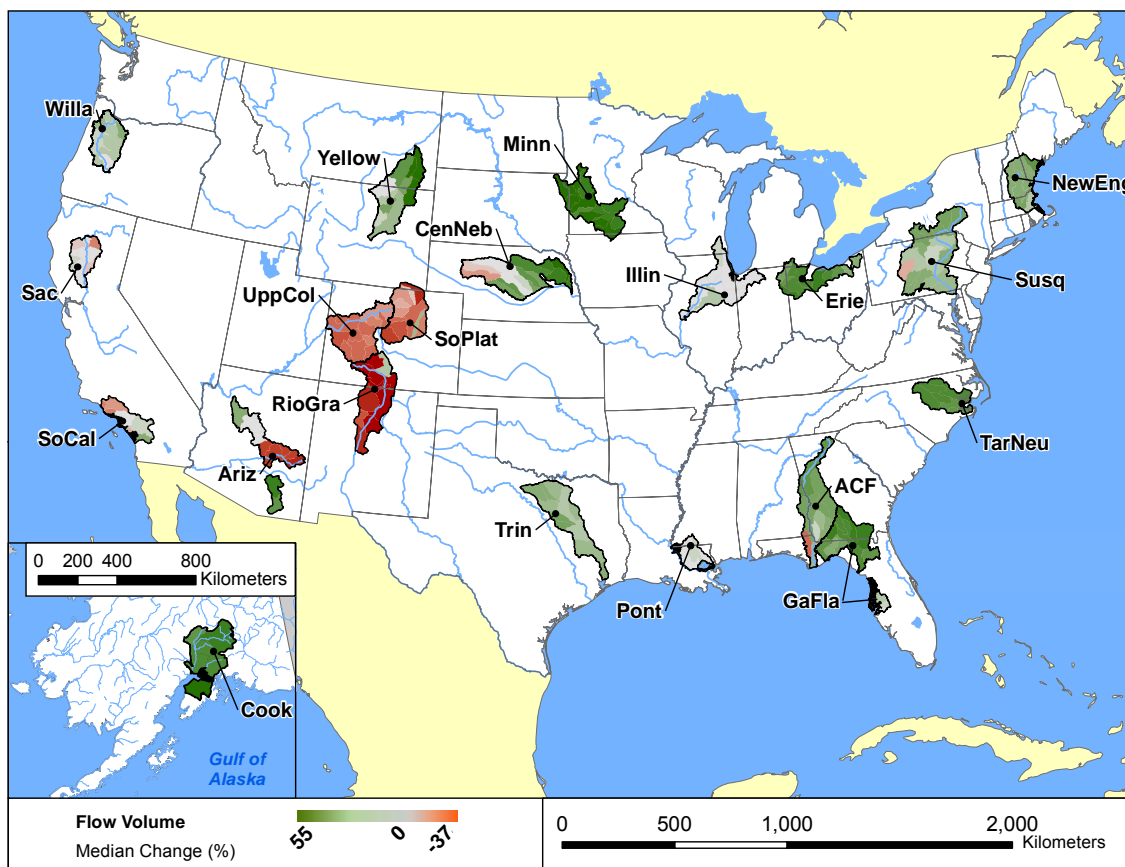 Willa
Yellow
Minn
NewEng
CenNeb
Illin
Erie
Susq
Sac
UppCol
SoPlat
RioGra
SoCal
Ariz
TarNeu
ACF
Trin
Pont
GaFla
0 200 400 800
Kilometers
Cook
Gulf of
Alaska
Flow Volume
Median Change (%)
55 0 -37
0 500 1,000 2,000
Kilometers